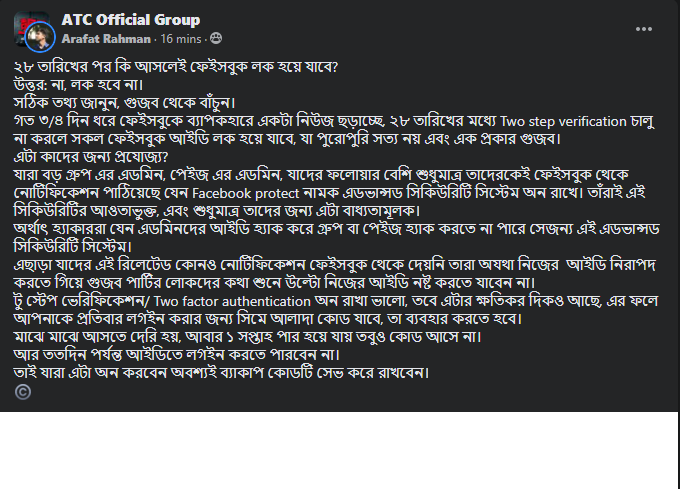 ATC Official Group
Arafat Rahman · 16 mins ·
২৮ তারিখের পর কি আসলেই ফেইসবুক লক হয়ে যাবে?
উত্তর: না, লক হবে না।
সঠিক তথ্য জানুন, গুজব থেকে বাঁচুন।
গত ৩/৪ দিন ধরে ফেইসবুকে ব্যাপকহারে একটা নিউজ ছড়াচ্ছে, ২৮ তারিখের মধ্যে Two step verification চালু
না করলে সকল ফেইসবুক আইডি লক হয়ে যাবে, যা পুরোপুরি সত্য নয় এবং এক প্রকার গুজব।
এটা কাদের জন্য প্রযোজ্য?
যারা বড় গ্রুপ এর এডমিন, পেইজ এর এডমিন, যাদের ফলোয়ার বেশি শুধুমাত্র তাদেরকেই ফেইসবুক থেকে
নোটিফিকেশন পাঠিয়েছে যেন Facebook protect নামক এডভান্সড সিকিউরিটি সিস্টেম অন রাখে। তাঁরাই এই
সিকিউরিটির আওতাভুক্ত, এবং শুধুমাত্র তাদের জন্য এটা বাধ্যতামূলক।
অর্থাৎ হ্যাকাররা যেন এডমিনদের আইডি হ্যাক করে গ্রুপ বা পেইজ হ্যাক করতে না পারে সেজন্য এই এডভান্সড
সিকিউরিটি সিস্টেম।
এছাড়া যাদের এই রিলেটেড কোনও নোটিফিকেশন ফেইসবুক থেকে দেয়নি তারা অযথা নিজের আইডি নিরাপদ
করতে গিয়ে গুজব পার্টির লোকদের কথা শুনে উল্টো নিজের আইডি নষ্ট করতে যাবেন না।
টু স্টেপ ভেরিফিকেশন/ Two factor authentication অন রাখা ভালো, তবে এটার ক্ষতিকর দিকও আছে, এর ফলে
আপনাকে প্রতিবার লগইন করার জন্য সিমে আলাদা কোড যাবে, তা ব্যবহার করতে হবে।
মাঝে মাঝে আসতে দেরি হয়, আবার ১ সপ্তাহ পার হয়ে যায় তবুও কোড আসে না।
আর ততদিন পর্যন্ত আইডিতে লগইন করতে পারবেন না।
তাই যারা এটা অন করবেন অবশ্যই ব্যাকাপ কোডটি সেভ করে রাখবেন।
©